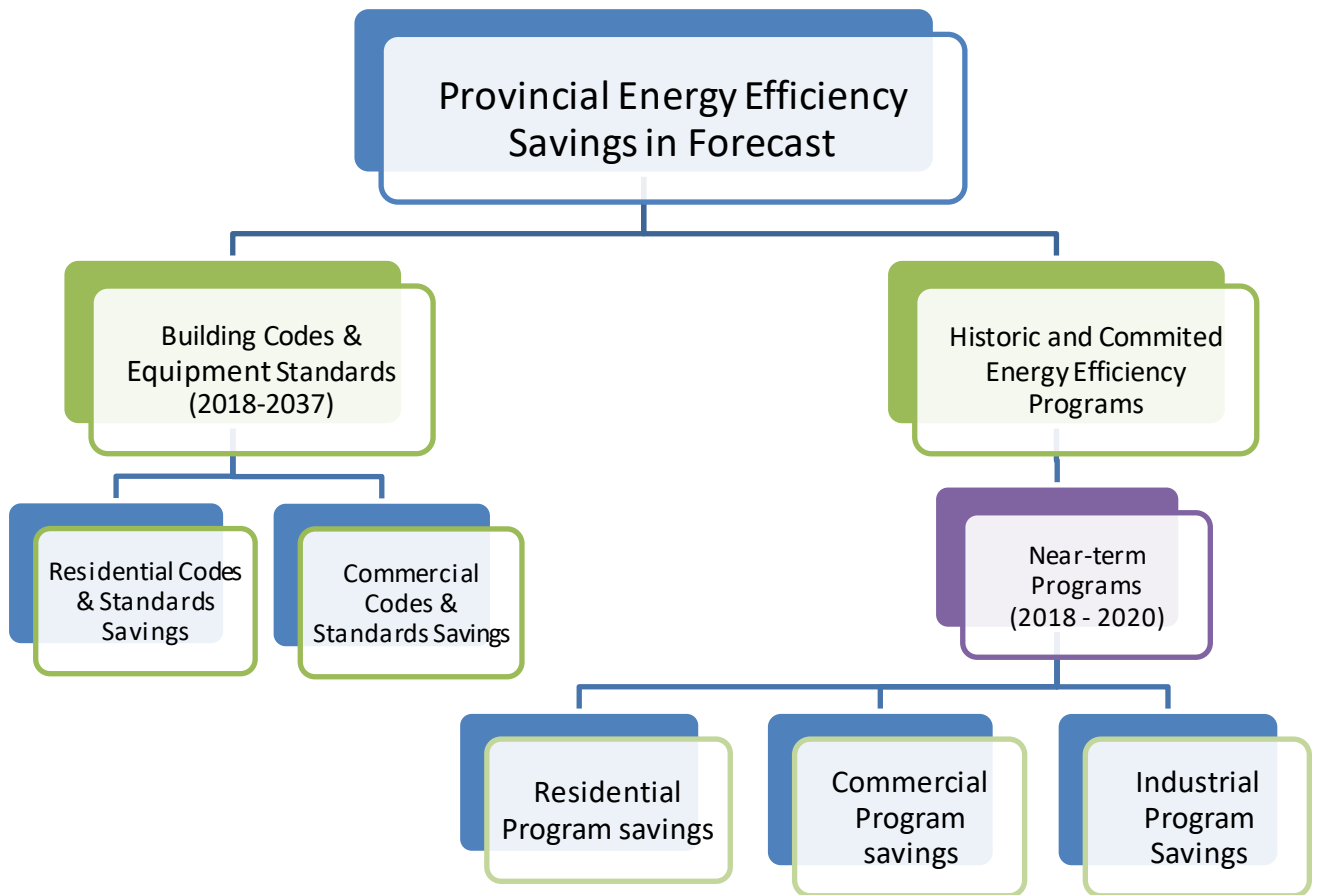 Provincial Energy Efficiency
Savings in Forecast
Building Codes &
Equipment Standards
(2018-2037)
Historic and Commited
Energy Efficiency
Programs
Residential Codes
& Standards
Savings
Commercial
Codes &
Standards Savings
Near-term
Programs
(2018 - 2020)
Residential
Program savings
Commercial
Program
savings
Industrial
Program
Savings